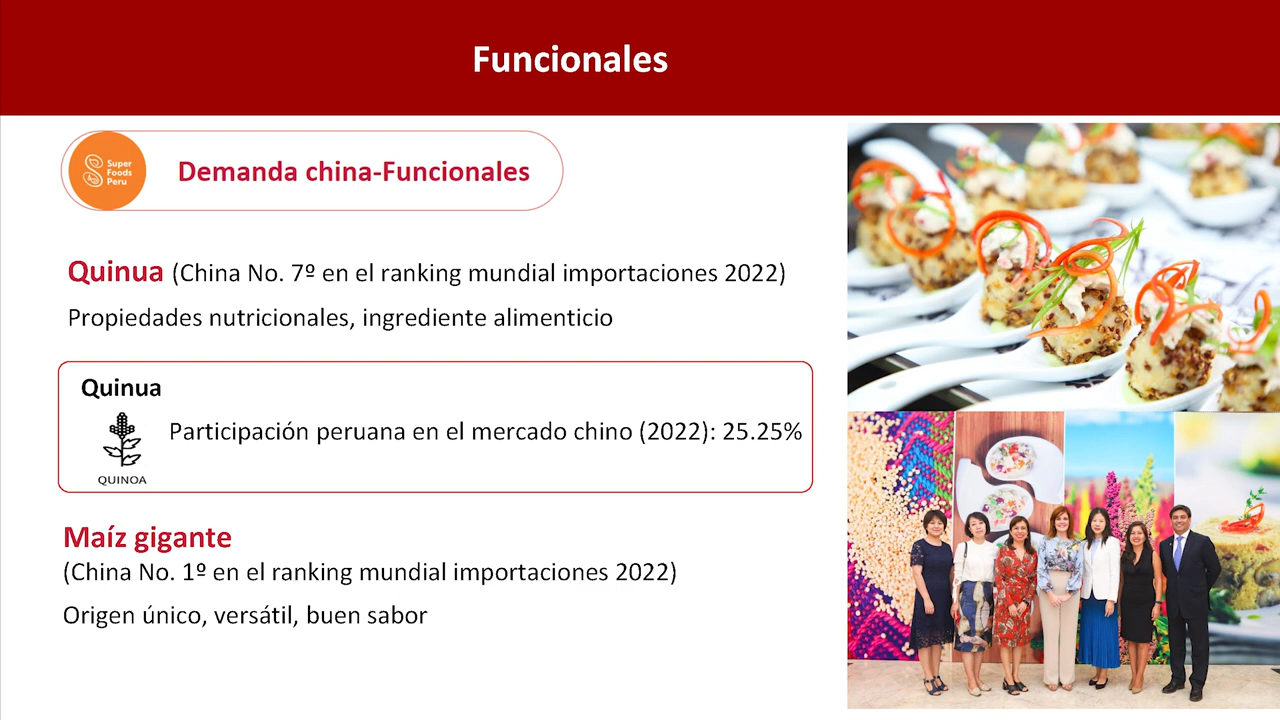 Funcionales
Super
Foods
Peru
Demanda china-Funcionales
Quinua (China No. 7º en el ranking mundial importaciones 2022)
Propiedades nutricionales, ingrediente alimenticio
Quinua
Participación peruana en el mercado chino (2022): 25.25%
QUINOA
Maíz gigante
(China No. 1º en el ranking mundial importaciones 2022)
Origen único, versátil, buen sabor